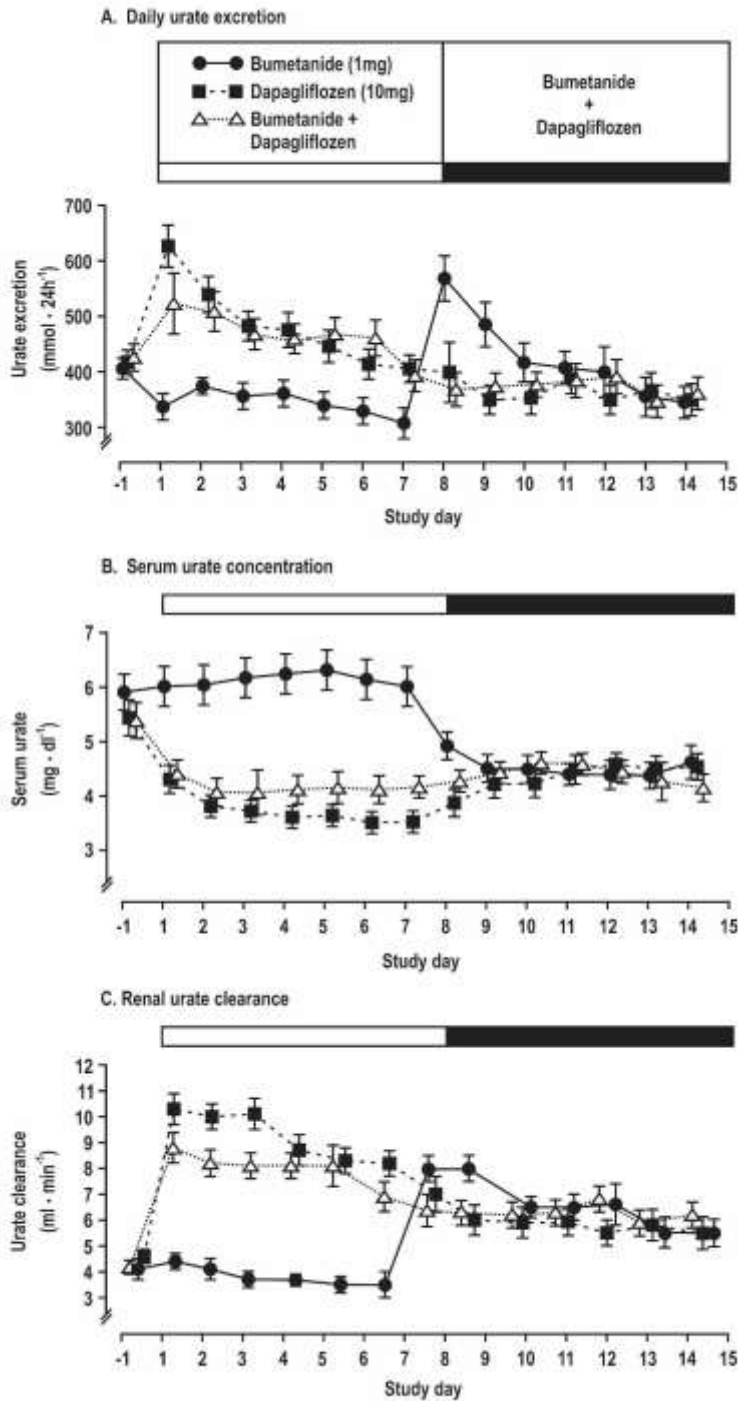 A. Daily urate excretion
Bumetanide (1mg)
Dapagliflozen (10mg)
Bumetanide +
Dapagliflozen
Bumetanide
+
Dapagliflozen
700
600
500
400
300
Urate excretion
(mmol · 24h⁻¹)
-1 1 2 3 4 5 6 7 8 9 10 11 12 13 14 15
Study day
B. Serum urate concentration
7
6
5
4
3
Serum urate
(mg · dl⁻¹)
-1 1 2 3 4 5 6 7 8 9 10 11 12 13 14 15
Study day
C. Renal urate clearance
12
11
10
9
8
7
6
5
4
3
Urate clearance
(ml · min⁻¹)
-1 1 2 3 4 5 6 7 8 9 10 11 12 13 14 15
Study day